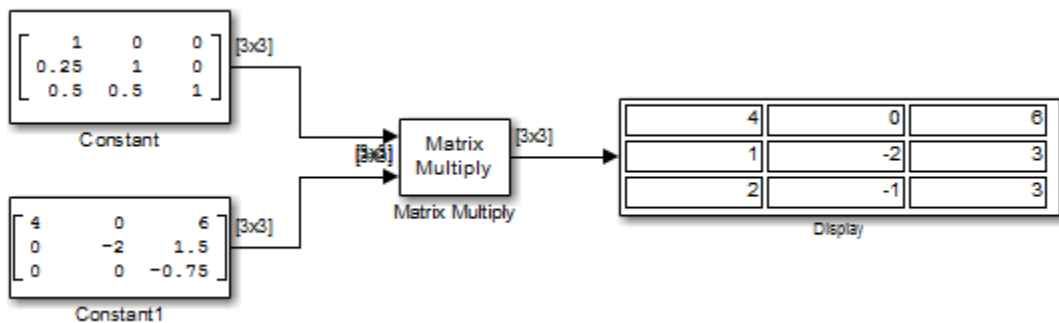 1 0 0
0.25 1 0
0.5 0.5 1
[3x3]
Constant
4 0 6
0 -2 1.5
0 0 -0.75
[3x3]
Constant1
Matrix
Multiply
Matrix Multiply
[3x3]
4 0 6
1 -2 3
2 -1 3
Display